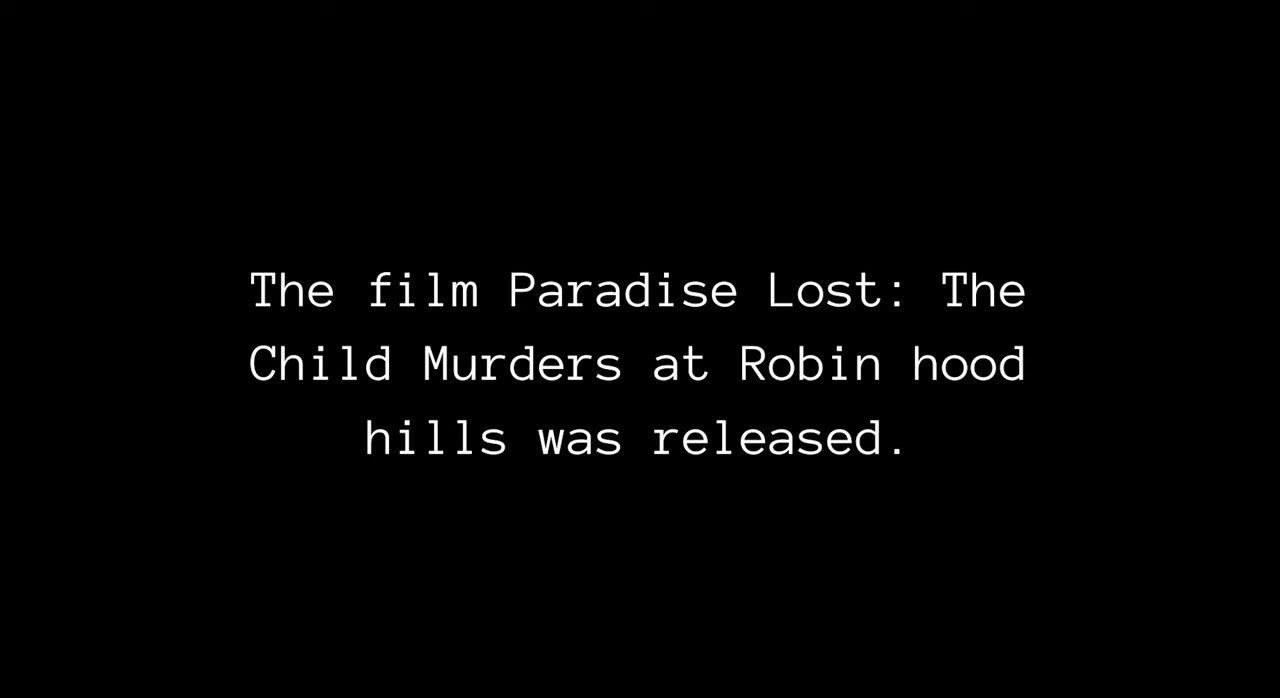 The film Paradise Lost: The
Child Murders at Robin hood
hills was released.